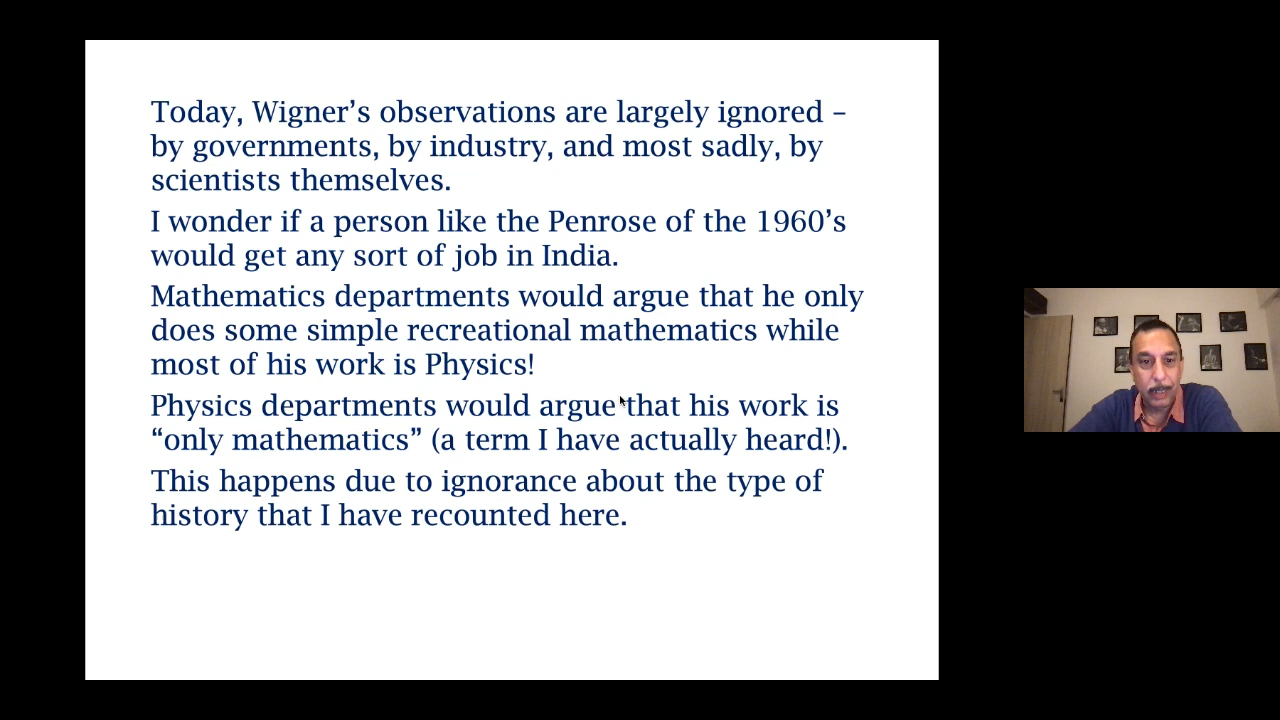 Today, Wigner’s observations are largely ignored –
by governments, by industry, and most sadly, by
scientists themselves.
I wonder if a person like the Penrose of the 1960’s
would get any sort of job in India.
Mathematics departments would argue that he only
does some simple recreational mathematics while
most of his work is Physics!
Physics departments would argue that his work is
“only mathematics” (a term I have actually heard!).
This happens due to ignorance about the type of
history that I have recounted here.